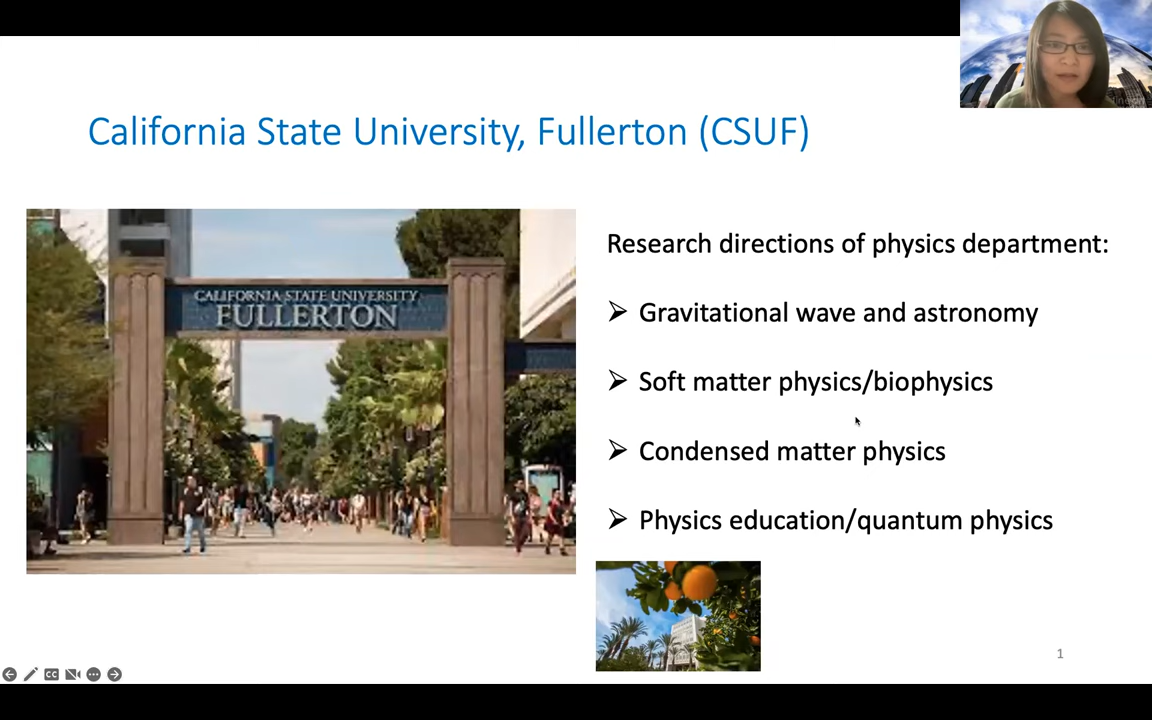 California State University, Fullerton (CSUF)
CALIFORNIA STATE UNIVERSITY
FULLERTON
Research directions of physics department:
Gravitational wave and astronomy
Soft matter physics/biophysics
Condensed matter physics
Physics education/quantum physics
CC
1